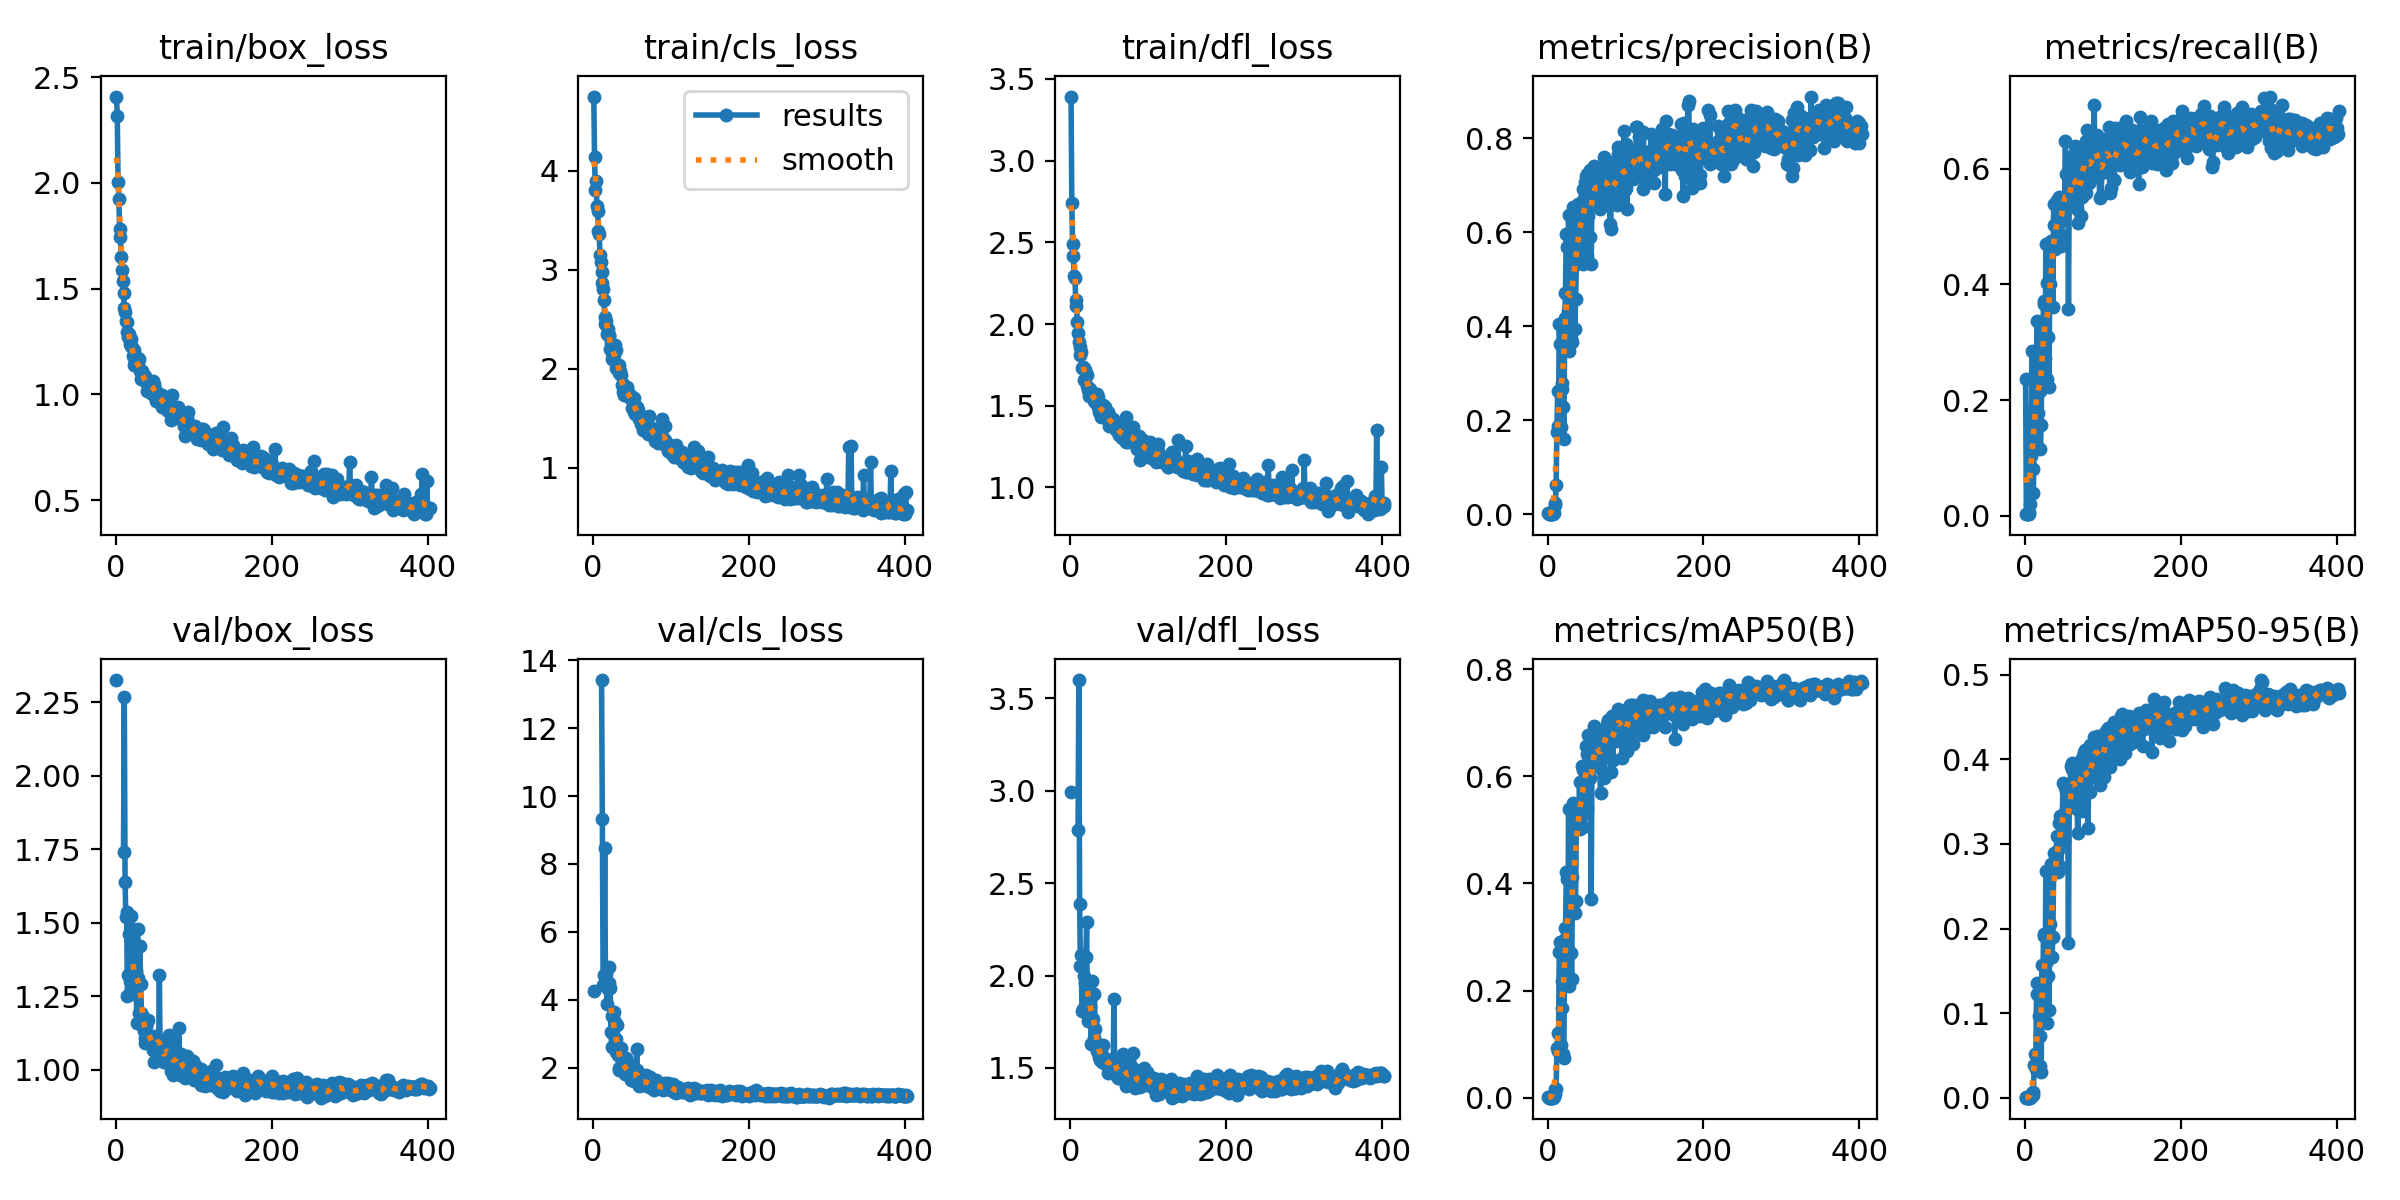 train/box_loss
2.5
2.0
1.5
1.0
0.5
0 200 400
train/cls_loss
results
smooth
4
3
2
1
0 200 400
train/dfl_loss
3.5
3.0
2.5
2.0
1.5
1.0
0 200 400
metrics/precision(B)
0.8
0.6
0.4
0.2
0.0
0 200 400
metrics/recall(B)
0.6
0.4
0.2
0.0
0 200 400
val/box_loss
2.25
2.00
1.75
1.50
1.25
1.00
0 200 400
val/cls_loss
14
12
10
8
6
4
2
0 200 400
val/dfl_loss
3.5
3.0
2.5
2.0
1.5
0 200 400
metrics/mAP50(B)
0.8
0.6
0.4
0.2
0.0
0 200 400
metrics/mAP50-95(B)
0.5
0.4
0.3
0.2
0.1
0.0
0 200 400